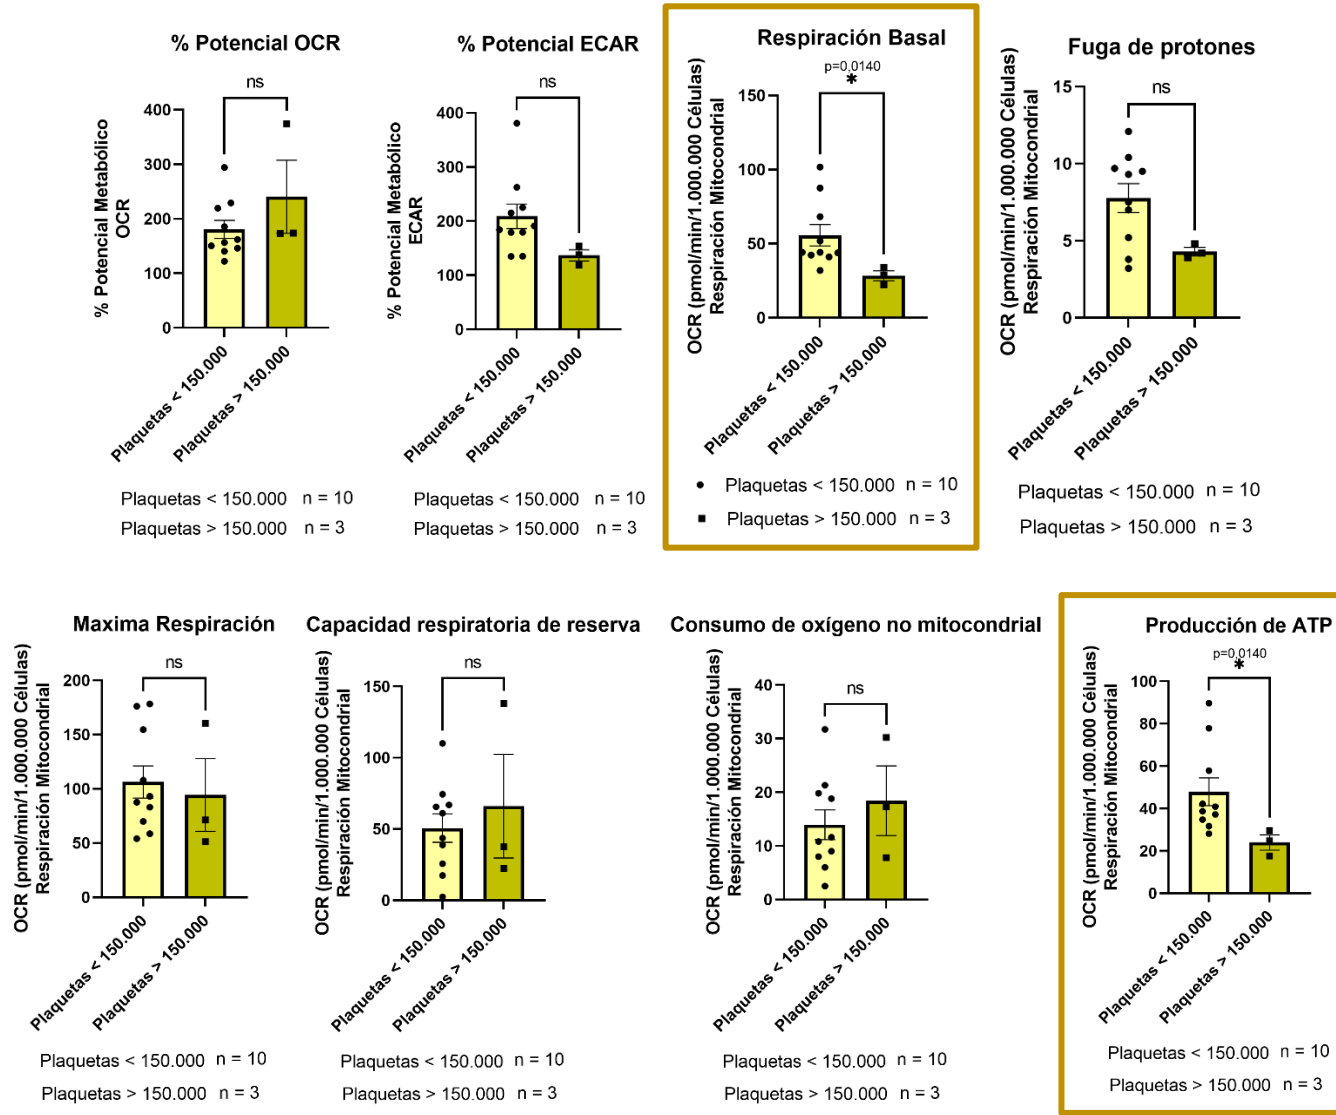 % Potencial OCR
ns
% Potencial Metabólico
OCR
400
300
200
100
0
Plaquetas < 150.000
Plaquetas > 150.000
Plaquetas < 150.000 n = 10
Plaquetas > 150.000 n = 3
% Potencial ECAR
ns
% Potencial Metabólico
ECAR
400
300
200
100
0
Plaquetas < 150.000
Plaquetas > 150.000
Plaquetas < 150.000 n = 10
Plaquetas > 150.000 n = 3
Respiración Basal
p=0,0140
*
OCR (pmol/min/1.000.000 Células)
Respiración Mitocondrial
150
100
50
0
Plaquetas < 150.000
Plaquetas > 150.000
Plaquetas < 150.000 n = 10
Plaquetas > 150.000 n = 3
Fuga de protones
ns
OCR (pmol/min/1.000.000 Células)
Respiración Mitocondrial
15
10
5
0
Plaquetas < 150.000
Plaquetas > 150.000
Plaquetas < 150.000 n = 10
Plaquetas > 150.000 n = 3
Maxima Respiración
ns
OCR (pmol/min/1.000.000 Células)
Respiración Mitocondrial
200
150
100
50
0
Plaquetas < 150.000
Plaquetas > 150.000
Plaquetas < 150.000 n = 10
Plaquetas > 150.000 n = 3
Capacidad respiratoria de reserva
ns
OCR (pmol/min/1.000.000 Células)
Respiración Mitocondrial
150
100
50
0
Plaquetas < 150.000
Plaquetas > 150.000
Plaquetas < 150.000 n = 10
Plaquetas > 150.000 n = 3
Consumo de oxígeno no mitocondrial
ns
OCR (pmol/min/1.000.000 Células)
Respiración Mitocondrial
40
30
20
10
0
Plaquetas < 150.000
Plaquetas > 150.000
Plaquetas < 150.000 n = 10
Plaquetas > 150.000 n = 3
Producción de ATP
p=0,0140
*
OCR (pmol/min/1.000.000 Células)
Respiración Mitocondrial
100
80
60
40
20
0
Plaquetas < 150.000
Plaquetas > 150.000
Plaquetas < 150.000 n = 10
Plaquetas > 150.000 n = 3